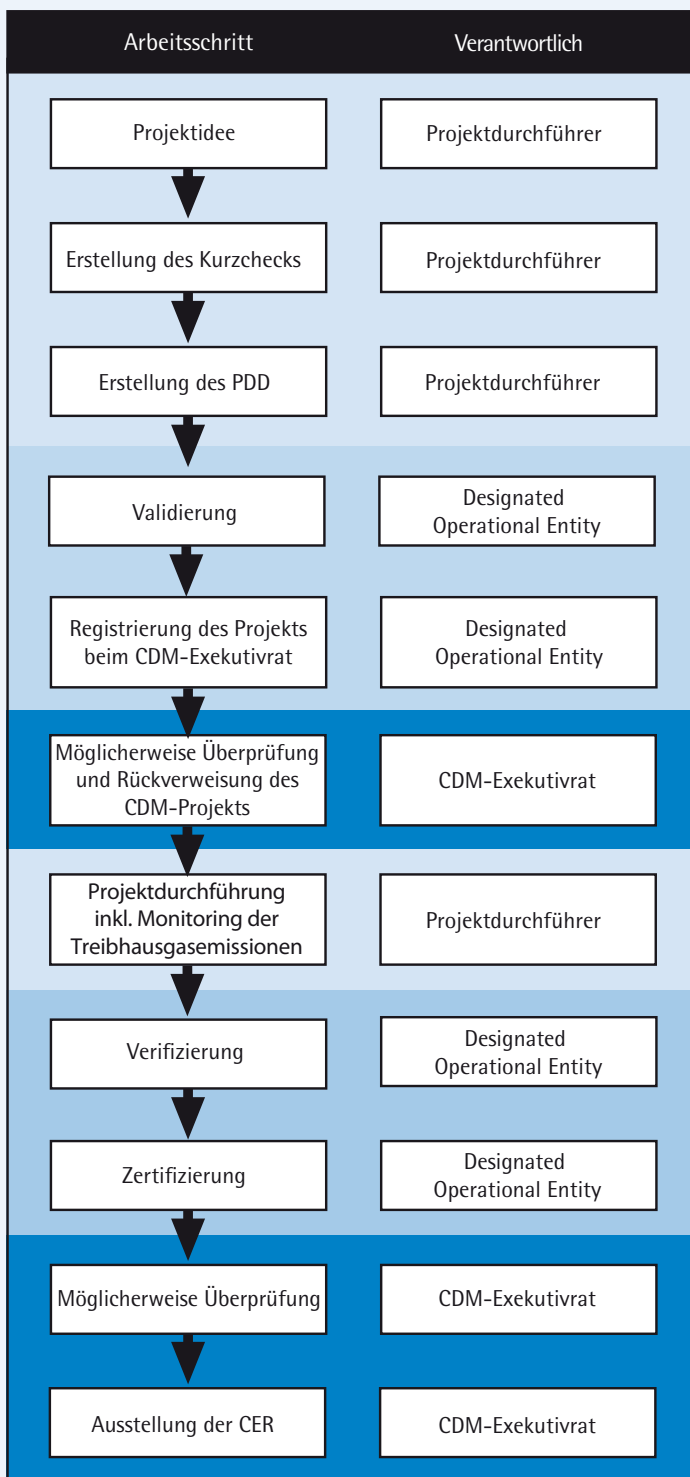 Arbeitsschritt
Verantwortlich
Projektidee
Projektdurchführer
Erstellung des Kurzchecks
Projektdurchführer
Erstellung des PDD
Projektdurchführer
Validierung
Designated
Operational Entity
Registrierung des Projekts
beim CDM-Exekutivrat
Designated
Operational Entity
Möglicherweise Überprüfung
und Rückverweisung des
CDM-Projekts
CDM-Exekutivrat
Projektdurchführung
inkl. Monitoring der
Treibhausgasemissionen
Projektdurchführer
Verifizierung
Designated
Operational Entity
Zertifizierung
Designated
Operational Entity
Möglicherweise Überprüfung
CDM-Exekutivrat
Ausstellung der CER
CDM-Exekutivrat